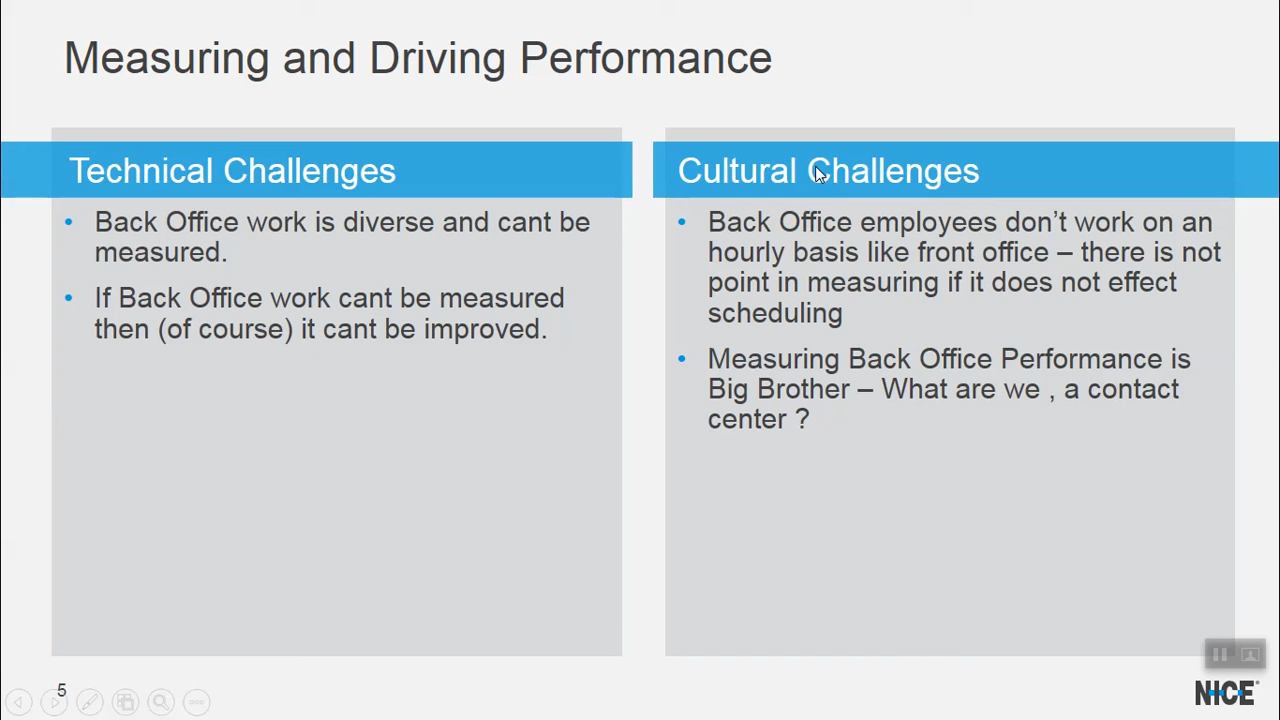 Measuring and Driving Performance
Technical Challenges
• Back Office work is diverse and cant be
measured.
• If Back Office work cant be measured
then (of course) it cant be improved.
Cultural Challenges
• Back Office employees don’t work on an
hourly basis like front office – there is not
point in measuring if it does not effect
scheduling
• Measuring Back Office Performance is
Big Brother – What are we , a contact
center ?
5
NICE®